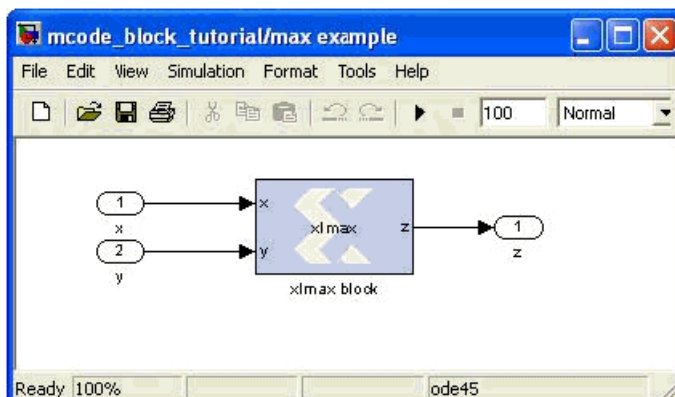 mcode_block_tutorial/max example
File Edit View Simulation Format Tools Help
100 Normal
1 x xlmax z 1
x z
2 y
y
xlmax block
Ready 100% ode45